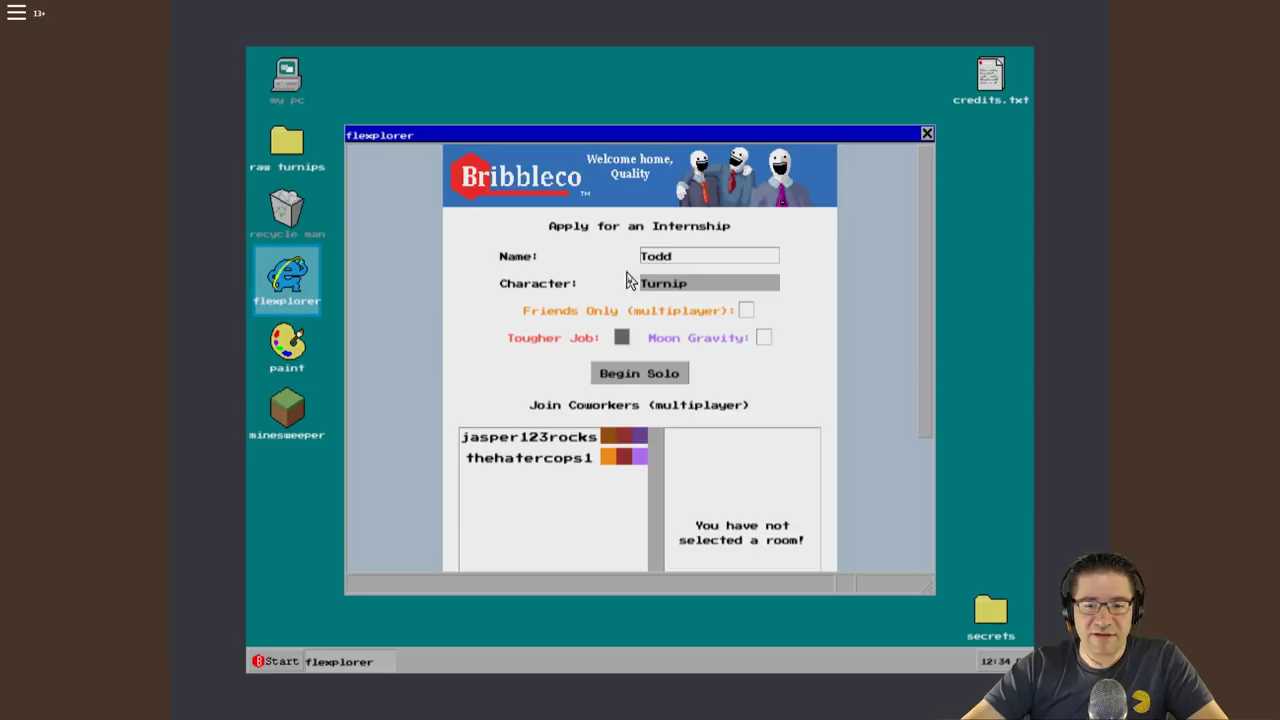 13+
my pc
raw turnips
recycle man
flexplorer
paint
minesweeper
credits.txt
flexplorer
Bribbleco
TM
Welcome home,
Quality
Apply for an Internship
Name: Todd
Character: Turnip
Friends Only (multiplayer):
Tougher Job: Moon Gravity:
Begin Solo
Join Coworkers (multiplayer)
jasper123rocks
thehatercops1
You have not
selected a room!
secrets
Start flexplorer
12:34